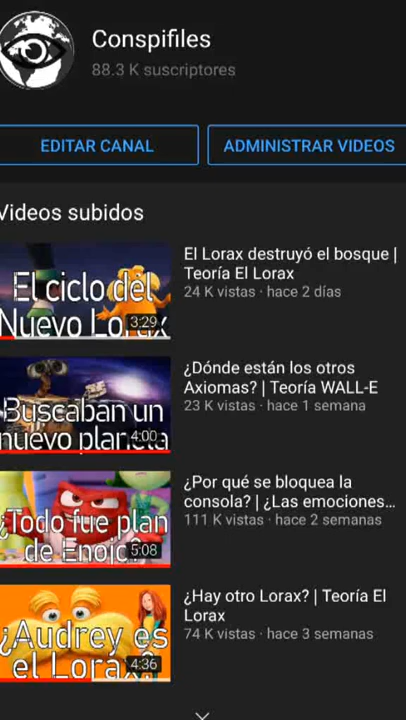 Conspifiles
88.3 K suscriptores
EDITAR CANAL
ADMINISTRAR VIDEOS
Videos subidos
El ciclo del
Nuevo Lorax
3:29
El Lorax destruyó el bosque |
Teoría El Lorax
24 K vistas · hace 2 días
Buscaban un
nuevo planeta
4:00
¿Dónde están los otros
Axiomas? | Teoría WALL-E
23 K vistas · hace 1 semana
¿Todo fue plan
de Enojo?
5:08
¿Por qué se bloquea la
consola? | ¿Las emociones...
111 K vistas · hace 2 semanas
¿Audrey es
el Lorax?
4:36
¿Hay otro Lorax? | Teoría El
Lorax
74 K vistas · hace 3 semanas